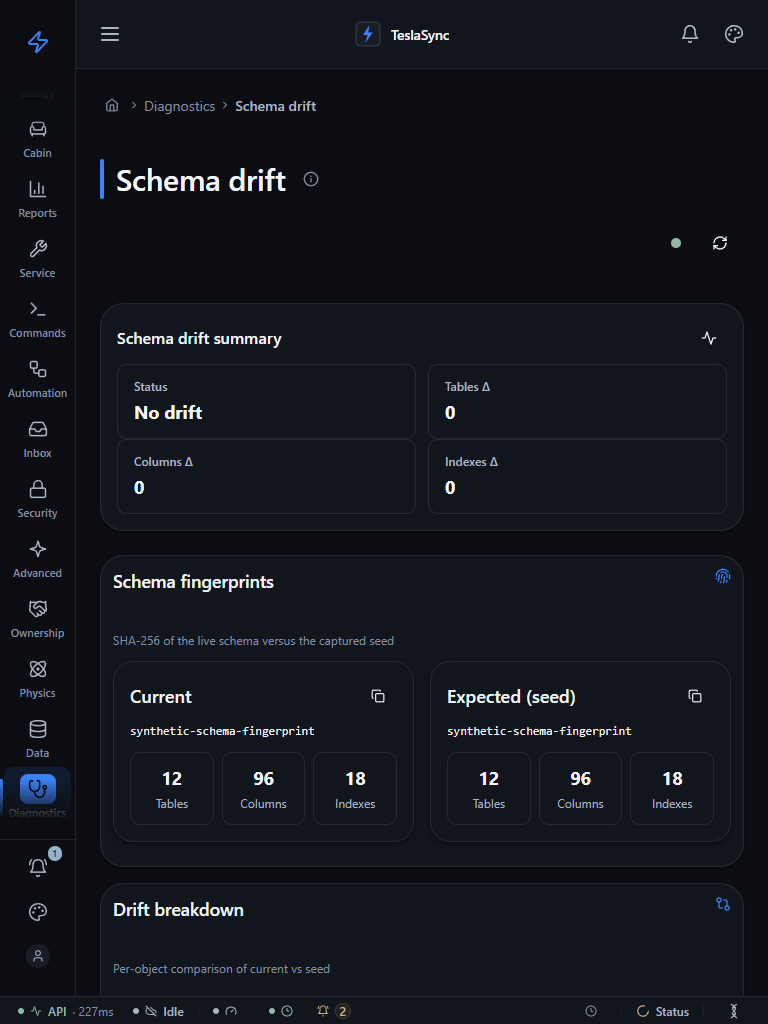 TeslaSync
Energy
Cabin
Reports
Service
Commands
Automation
Inbox
Security
Advanced
Ownership
Physics
Data
Diagnostics
1
Diagnostics > Schema drift
Schema drift
Schema drift summary
Status
No drift
Tables Δ
0
Columns Δ
0
Indexes Δ
0
Schema fingerprints
SHA-256 of the live schema versus the captured seed
Current
synthetic-schema-fingerprint
12
Tables
96
Columns
18
Indexes
Expected (seed)
synthetic-schema-fingerprint
12
Tables
96
Columns
18
Indexes
Drift breakdown
Per-object comparison of current vs seed
API · 227ms
Idle
2
Status